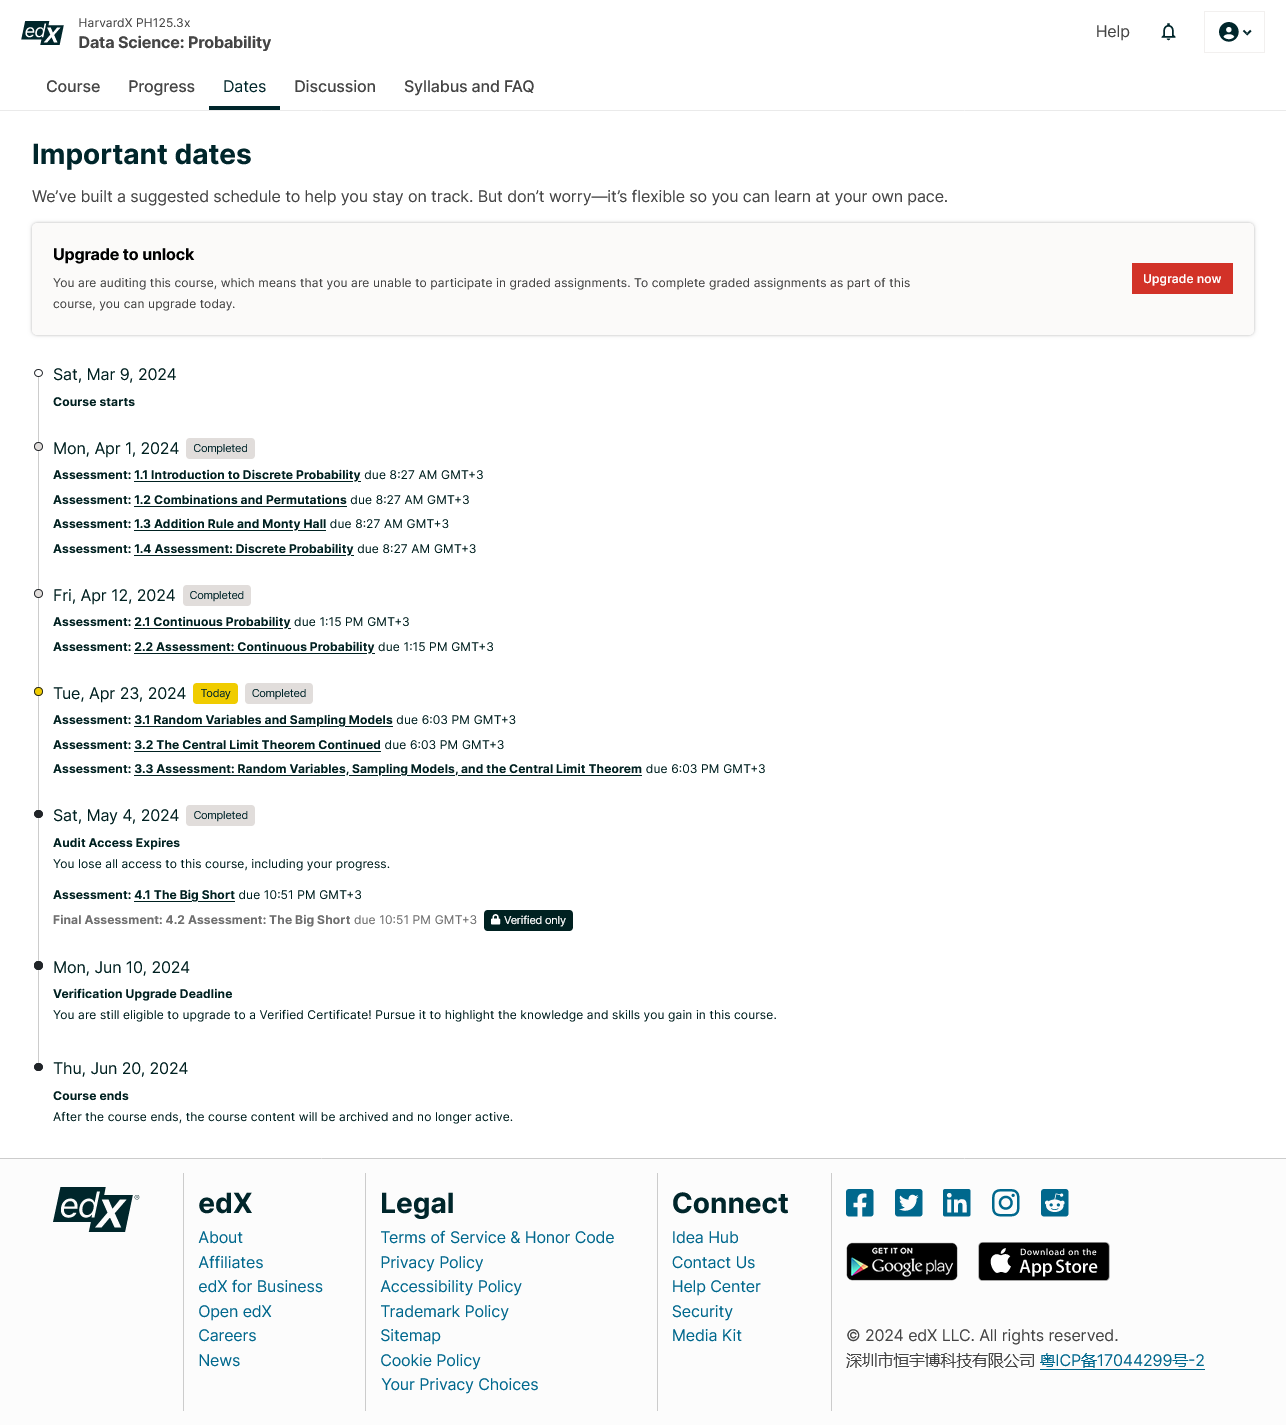 edX
HarvardX PH125.3x
Data Science: Probability
Help
Course
Progress
Dates
Discussion
Syllabus and FAQ
Important dates
We’ve built a suggested schedule to help you stay on track. But don’t worry—it’s flexible so you can learn at your own pace.
Upgrade to unlock
You are auditing this course, which means that you are unable to participate in graded assignments. To complete graded assignments as part of this
course, you can upgrade today.
Upgrade now
Sat, Mar 9, 2024
Course starts
Mon, Apr 1, 2024 Completed
Assessment: 1.1 Introduction to Discrete Probability due 8:27 AM GMT+3
Assessment: 1.2 Combinations and Permutations due 8:27 AM GMT+3
Assessment: 1.3 Addition Rule and Monty Hall due 8:27 AM GMT+3
Assessment: 1.4 Assessment: Discrete Probability due 8:27 AM GMT+3
Fri, Apr 12, 2024 Completed
Assessment: 2.1 Continuous Probability due 1:15 PM GMT+3
Assessment: 2.2 Assessment: Continuous Probability due 1:15 PM GMT+3
Tue, Apr 23, 2024 Today Completed
Assessment: 3.1 Random Variables and Sampling Models due 6:03 PM GMT+3
Assessment: 3.2 The Central Limit Theorem Continued due 6:03 PM GMT+3
Assessment: 3.3 Assessment: Random Variables, Sampling Models, and the Central Limit Theorem due 6:03 PM GMT+3
Sat, May 4, 2024 Completed
Audit Access Expires
You lose all access to this course, including your progress.
Assessment: 4.1 The Big Short due 10:51 PM GMT+3
Final Assessment: 4.2 Assessment: The Big Short due 10:51 PM GMT+3 Verified only
Mon, Jun 10, 2024
Verification Upgrade Deadline
You are still eligible to upgrade to a Verified Certificate! Pursue it to highlight the knowledge and skills you gain in this course.
Thu, Jun 20, 2024
Course ends
After the course ends, the course content will be archived and no longer active.
edX®
edX
About
Affiliates
edX for Business
Open edX
Careers
News
Legal
Terms of Service & Honor Code
Privacy Policy
Accessibility Policy
Trademark Policy
Sitemap
Cookie Policy
Your Privacy Choices
Connect
Idea Hub
Contact Us
Help Center
Security
Media Kit
GET IT ON
Google play
Download on the
App Store
© 2024 edX LLC. All rights reserved.
深圳市恒宇博科技有限公司 粤ICP备17044299号-2